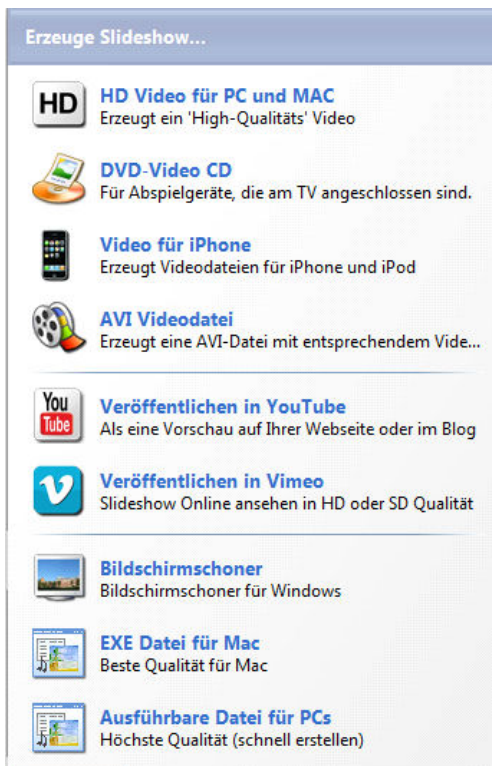 Erzeuge Slideshow...
HD
HD Video für PC und MAC
Erzeugt ein 'High-Qualitäts' Video
DVD-Video CD
Für Abspielgeräte, die am TV angeschlossen sind.
Video für iPhone
Erzeugt Videodateien für iPhone und iPod
AVI Videodatei
Erzeugt eine AVI-Datei mit entsprechendem Vide...
You
Tube
Veröffentlichen in YouTube
Als eine Vorschau auf Ihrer Webseite oder im Blog
Veröffentlichen in Vimeo
Slideshow Online ansehen in HD oder SD Qualität
Bildschirmschoner
Bildschirmschoner für Windows
EXE Datei für Mac
Beste Qualität für Mac
Ausführbare Datei für PCs
Höchste Qualität (schnell erstellen)